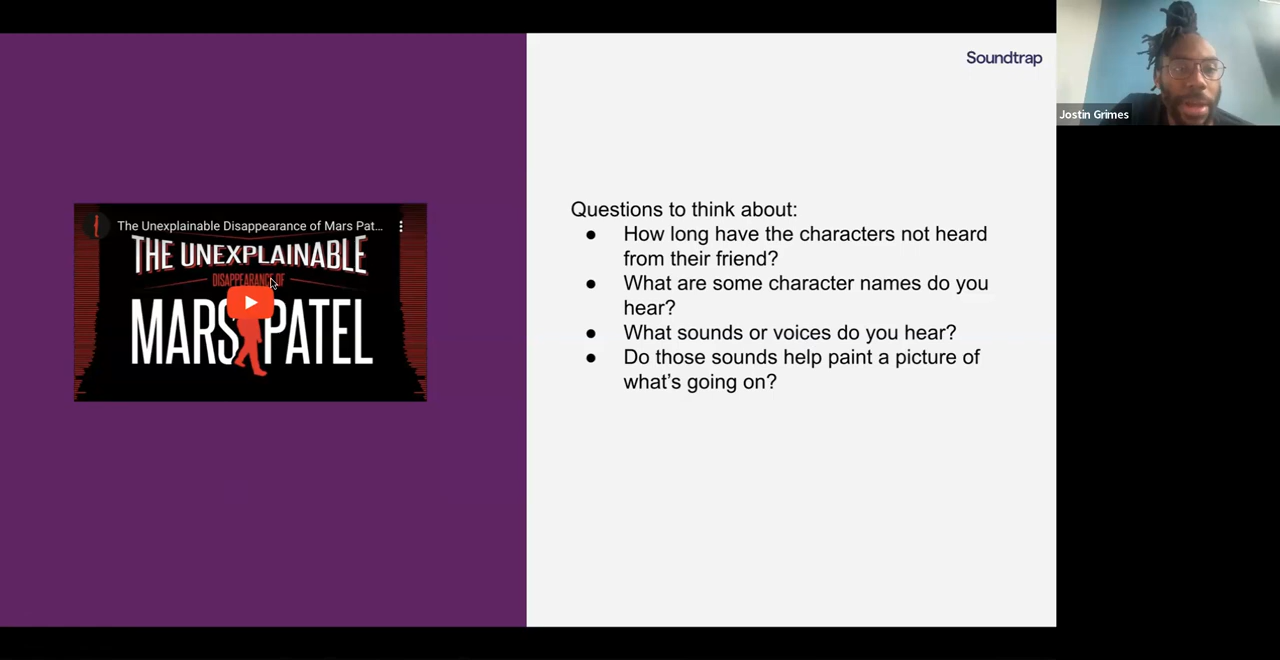 Soundtrap
Jostin Grimes
The Unexplainable Disappearance of Mars Pat...
THE UNEXPLAINABLE
DISAPPEARANCE OF
MARS PATEL
Questions to think about:
● How long have the characters not heard
from their friend?
● What are some character names do you
hear?
● What sounds or voices do you hear?
● Do those sounds help paint a picture of
what's going on?